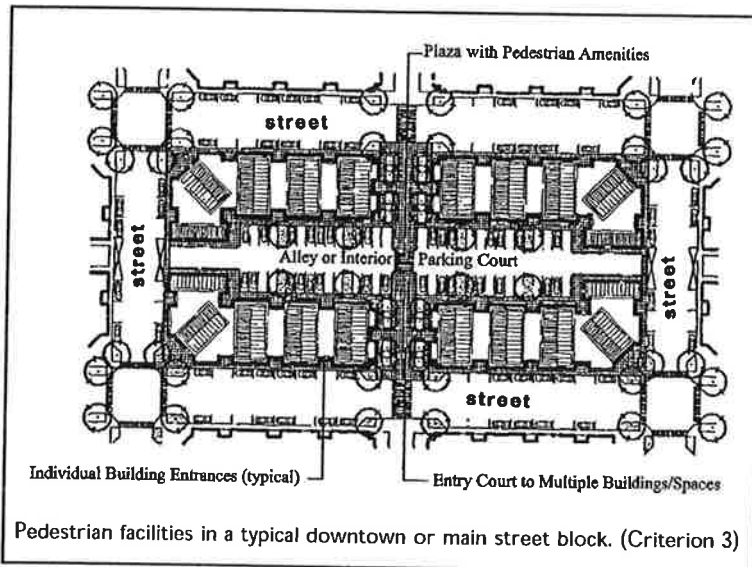 Plaza with Pedestrian Amenities
street
street
street
Alley or Interior Parking Court
street
Individual Building Entrances (typical)
Entry Court to Multiple Buildings/Spaces
Pedestrian facilities in a typical downtown or main street block. (Criterion 3)